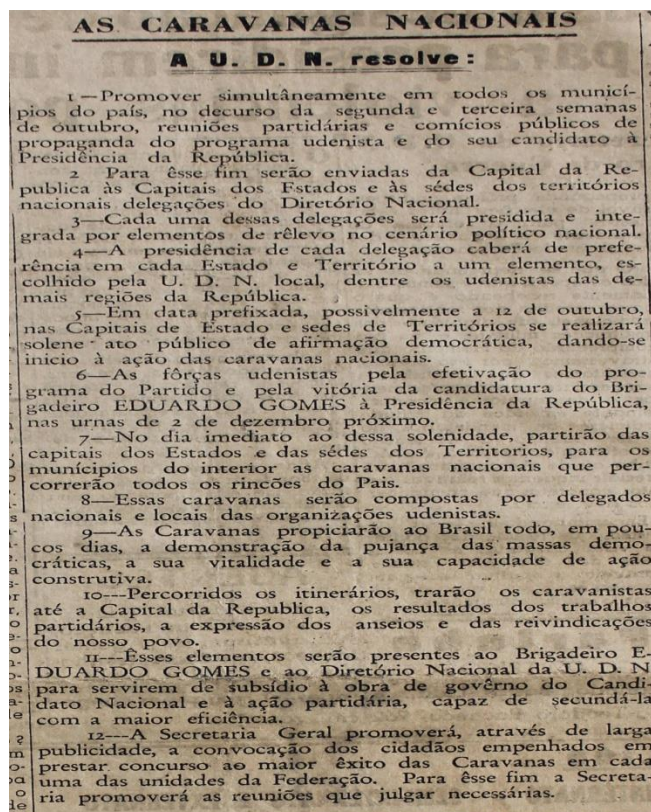 AS CARAVANAS NACIONAIS
A U. D. N. resolve:
1—Promover simultâneamente em todos os municí-
pios do país, no decurso da segunda e terceira semanas
de outubro, reuniões partidárias e comícios públicos de
propaganda do programa udenista e do seu candidato à
Presidência da República.
2 Para êsse fim serão enviadas da Capital da Re-
publica às Capitais dos Estados e às sédes dos territórios
nacionais delegações do Diretório Nacional.
3—Cada uma dessas delegações será presidida e inte-
grada por elementos de rêlevo no cenário político nacional.
4—A presidência de cada delegação caberá de prefe-
rência em cada Estado e Território a um elemento, es-
colhido pela U. D. N. local, dentre os udenistas das de-
mais regiões da República.
5—Em data prefixada, possivelmente a 12 de outubro,
nas Capitais de Estado e sedes de Territórios se realizará
solene ato público de afirmação democrática, dando-se
inicio à ação das caravanas nacionais.
6—As fôrças udenistas pela efetivação do pro-
grama do Partido e pela vitória da candidatura do Bri-
gadeiro EDUARDO GOMES à Presidência da República,
nas urnas de 2 de dezembro próximo.
7—No dia imediato ao dessa solenidade, partirão das
capitais dos Estados e das sédes dos Territorios, para os
munícipios do interior as caravanas nacionais que per-
correrão todos os rincões do Pais.
8—Essas caravanas serão compostas por delegados
nacionais e locais das organizações udenistas.
9—As Caravanas propiciarão ao Brasil todo, em pou-
cos dias, a demonstração da pujança das massas demo-
cráticas, a sua vitalidade e a sua capacidade de ação
construtiva.
10---Percorridos os itinerários, trarão os caravanistas
até a Capital da Republica, os resultados dos trabalhos
partidários, a expressão dos anseios e das reivindicações
do nosso povo.
11---Êsses elementos serão presentes ao Brigadeiro E-
DUARDO GOMES e ao Diretório Nacional da U. D. N
para servirem de subsídio à obra de govêrno do Candi-
dato Nacional e à ação partidária, capaz de secundá-la
com a maior eficiência.
12---A Secretaria Geral promoverá, através de larga
publicidade, a convocação dos cidadãos empenhados em
prestar concurso ao maior êxito das Caravanas em cada
uma das unidades da Federação. Para êsse fim a Secreta-
ria promoverá as reuniões que julgar necessárias.